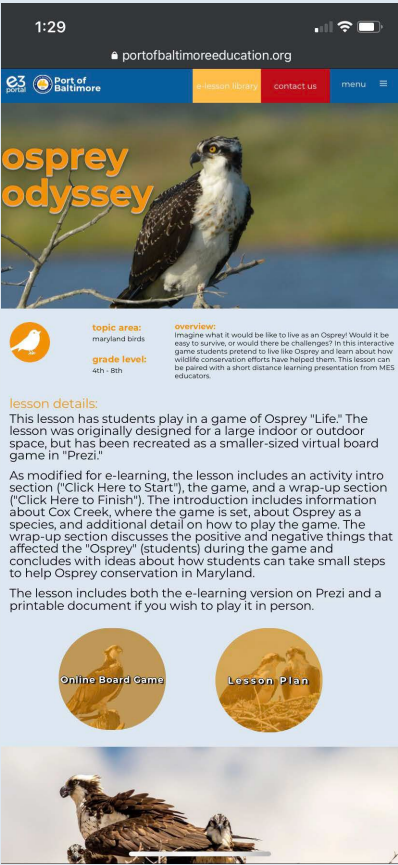 1:29
portofbaltimoreeducation.org
e3 portal
Port of
Baltimore
e-lesson library
contact us
menu
osprey
odyssey
topic area:
maryland birds
grade level:
4th - 8th
overview:
Imagine what it would be like to live as an Osprey! Would it be
easy to survive, or would there be challenges? In this interactive
game students pretend to live like Osprey and learn about how
wildlife conservation efforts have helped them. This lesson can
be paired with a short distance learning presentation from MES
educators.
lesson details:
This lesson has students play in a game of Osprey "Life." The
lesson was originally designed for a large indoor or outdoor
space, but has been recreated as a smaller-sized virtual board
game in "Prezi."
As modified for e-learning, the lesson includes an activity intro
section ("Click Here to Start"), the game, and a wrap-up section
("Click Here to Finish"). The introduction includes information
about Cox Creek, where the game is set, about Osprey as a
species, and additional detail on how to play the game. The
wrap-up section discusses the positive and negative things that
affected the "Osprey" (students) during the game and
concludes with ideas about how students can take small steps
to help Osprey conservation in Maryland.
The lesson includes both the e-learning version on Prezi and a
printable document if you wish to play it in person.
Online Board Game
Lesson Plan